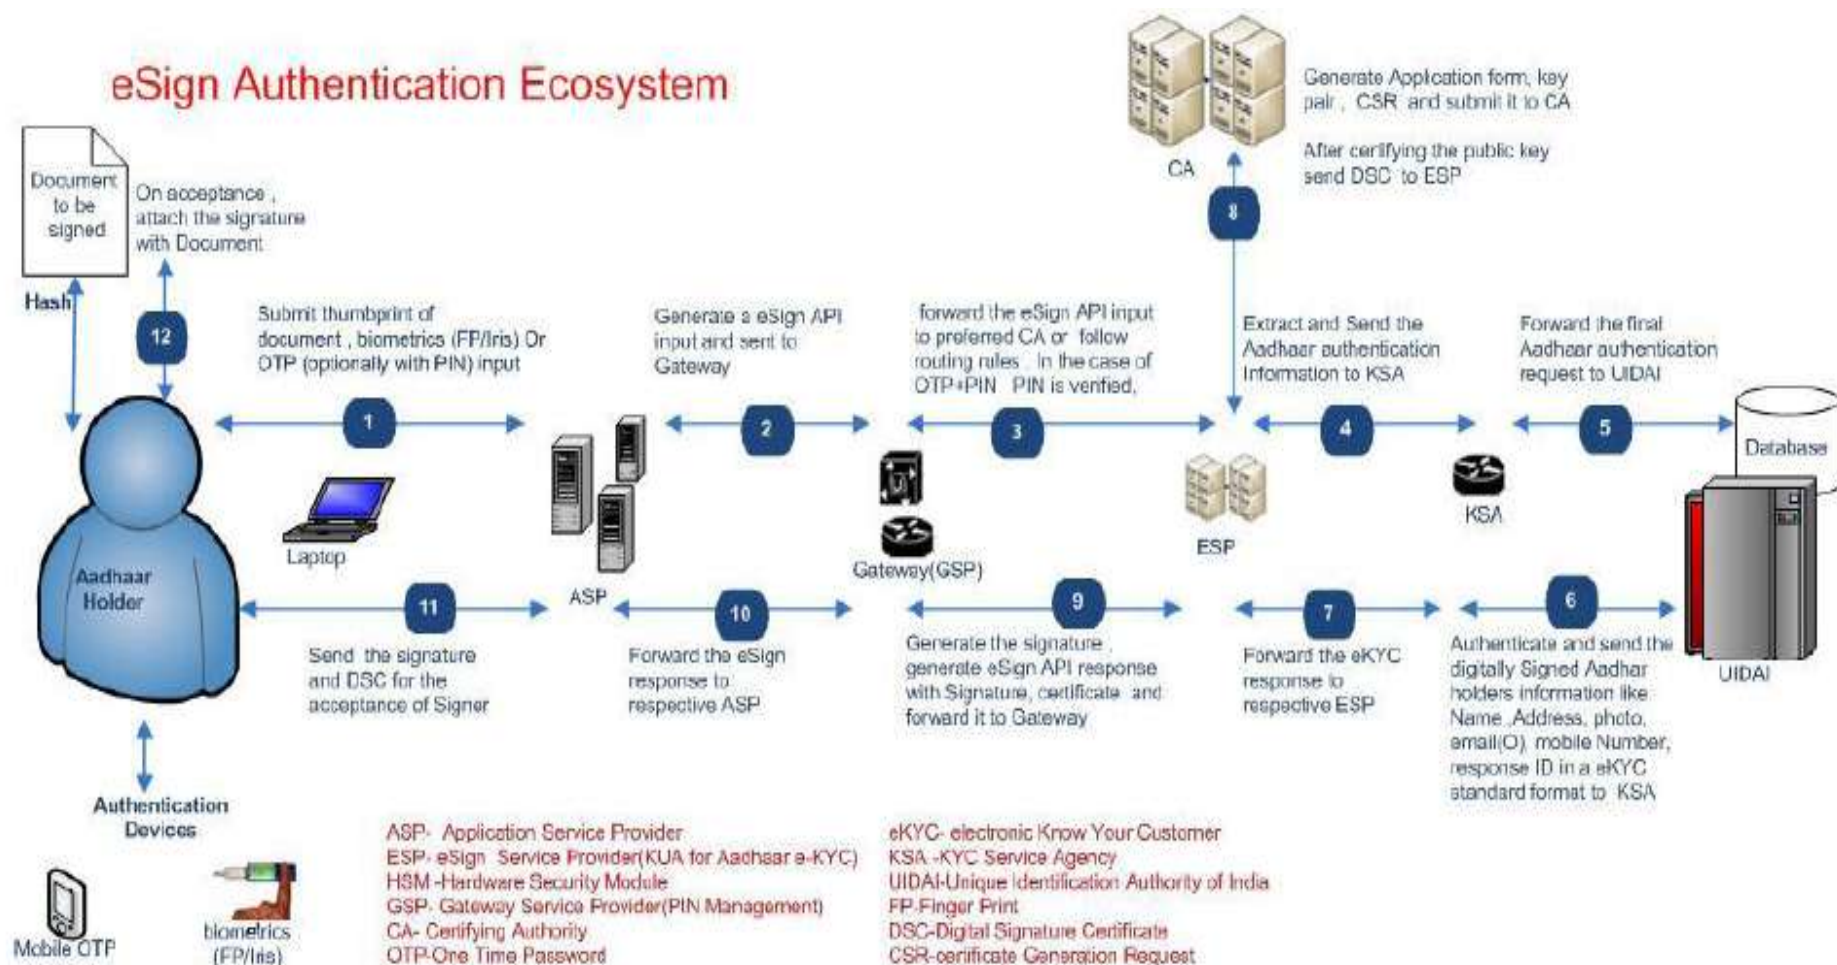 eSign Authentication Ecosystem
Document
to be
signed
On acceptance ,
attach the signature
with Document
Hash
12
Submit thumbprint of
document , biometrics (FP/Iris) Or
OTP (optionally with PIN) input
1
Generate a eSign API
input and sent to
Gateway
2
forward the eSign API input
to preferred CA or follow
routing rules . In the case of
OTP+PIN PIN is verified,
3
CA
Generate Application form, key
pair , CSR and submit it to CA
After certifying the public key
send DSC to ESP
8
Extract and Send the
Aadhaar authentication
Information to KSA
4
Forward the final
Aadhaar authentication
request to UIDAI
5
Database
Laptop
ASP
Gateway(GSP)
ESP
KSA
UIDAI
Aadhaar
Holder
11
Send the signature
and DSC for the
acceptance of Signer
10
Forward the eSign
response to
respective ASP
9
Generate the signature ,
generate eSign API response
with Signature, certificate and
forward it to Gateway
7
Forward the eKYC
response to
respective ESP
6
Authenticate and send the
digitally Signed Aadhar
holders information like
Name ,Address, photo,
email(O), mobile Number,
response ID in a eKYC
standard format to KSA
Authentication
Devices
Mobile OTP
biometrics
(FP/Iris)
ASP- Application Service Provider
ESP- eSign Service Provider(KUA for Aadhaar e-KYC)
HSM -Hardware Security Module
GSP- Gateway Service Provider(PIN Management)
CA- Certifying Authority
OTP-One Time Password
eKYC- electronic Know Your Customer
KSA -KYC Service Agency
UIDAI-Unique Identification Authority of India
FP-Finger Print
DSC-Digital Signature Certificate
CSR-certificate Generation Request